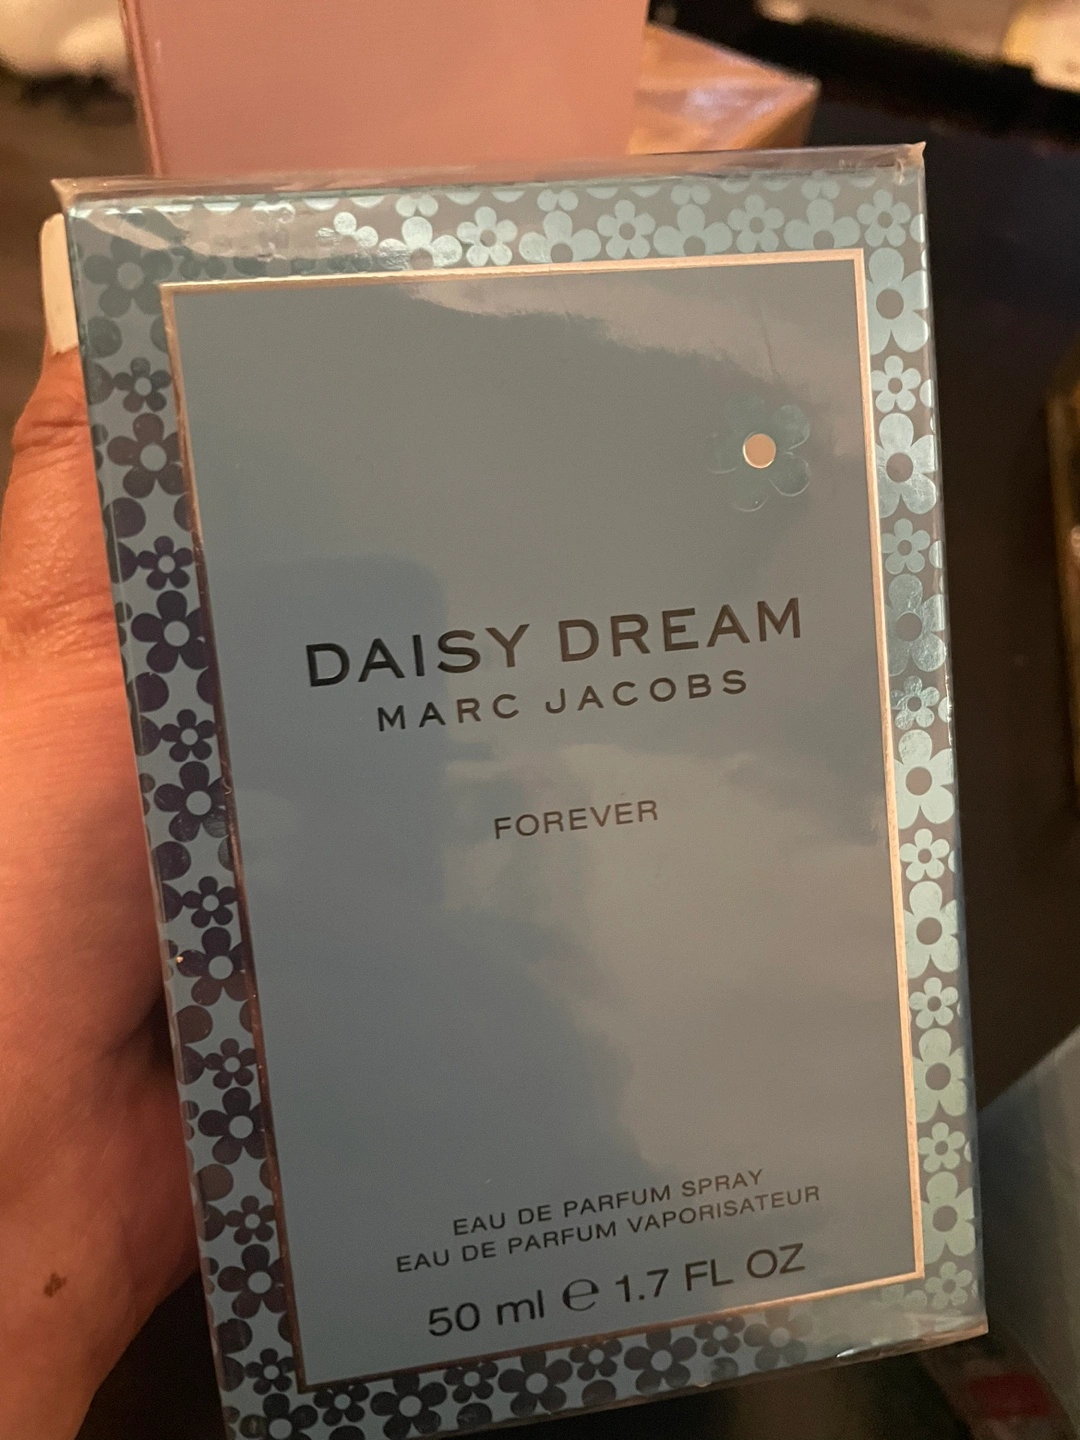 DAISY DREAM
MARC JACOBS
FOREVER
EAU DE PARFUM SPRAY
EAU DE PARFUM VAPORISATEUR
50 ml ℮ 1.7 FL OZ